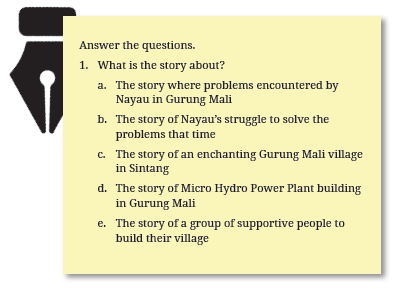 Answer the questions.
1. What is the story about?
a. The story where problems encountered by
Nayau in Gurung Mali
b. The story of Nayau's struggle to solve the
problems that time
c. The story of an enchanting Gurung Mali village
in Sintang
d. The story of Micro Hydro Power Plant building
in Gurung Mali
e. The story of a group of supportive people to
build their village